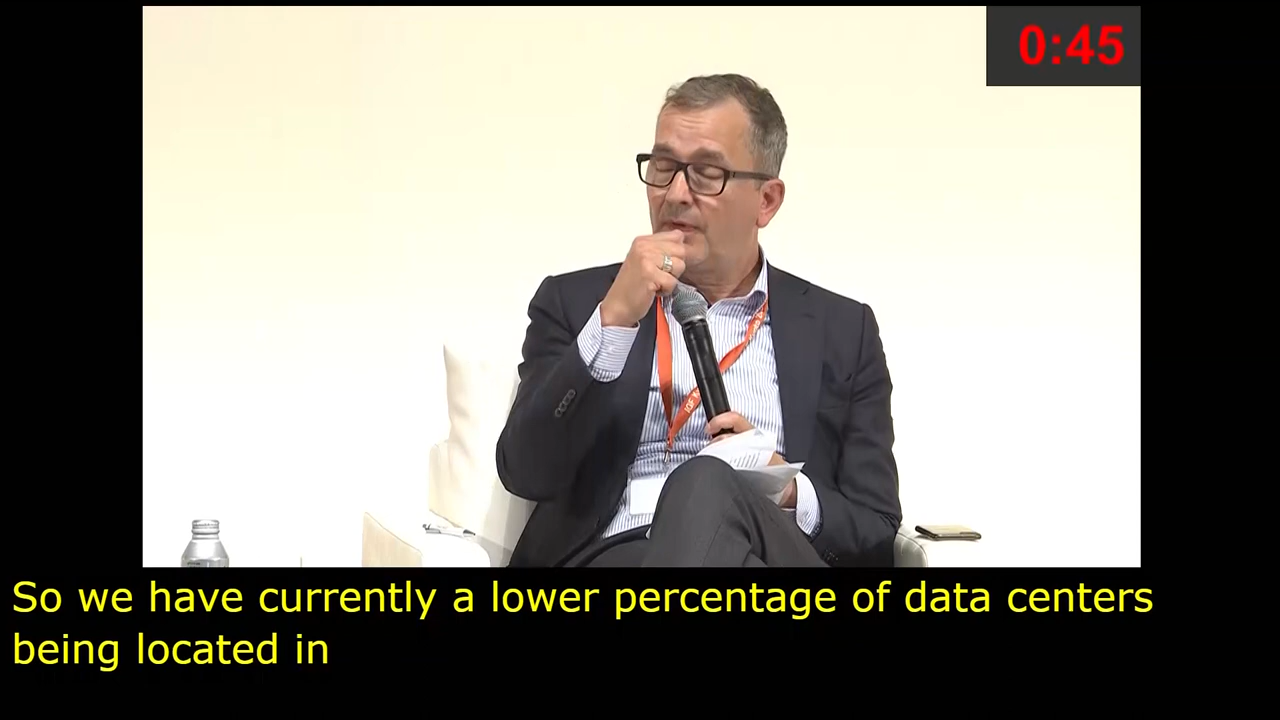 0:45
So we have currently a lower percentage of data centers
being located in